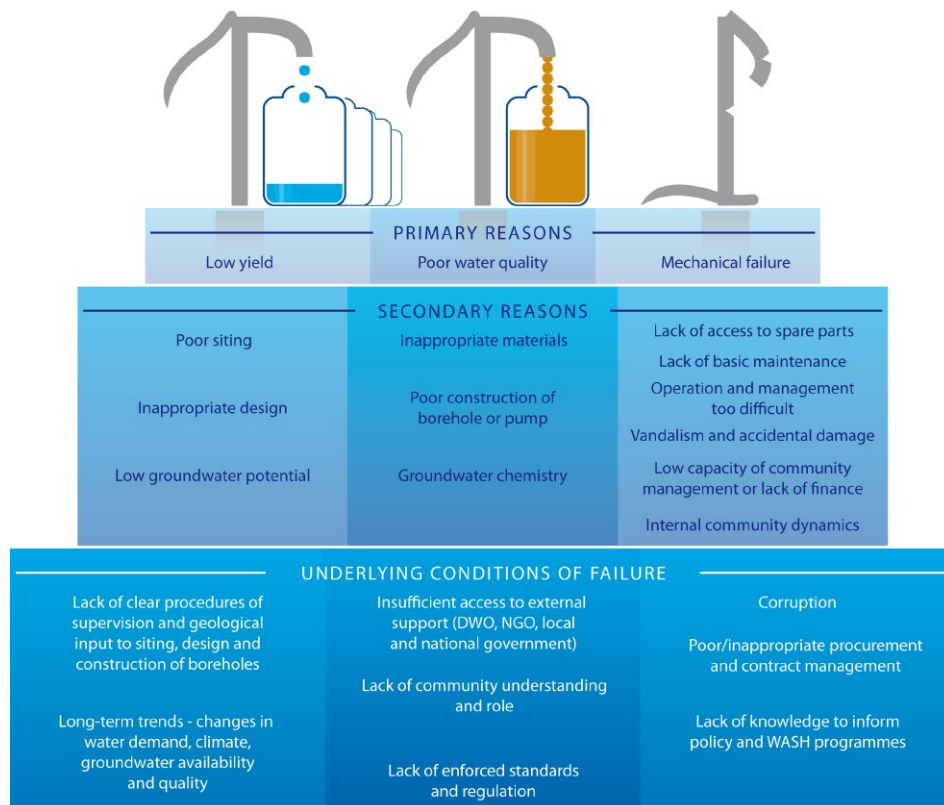 PRIMARY REASONS
Low yield
Poor water quality
Mechanical failure
SECONDARY REASONS
Poor siting
Inappropriate design
Low groundwater potential
Inappropriate materials
Poor construction of
borehole or pump
Groundwater chemistry
Lack of access to spare parts
Lack of basic maintenance
Operation and management
too difficult
Vandalism and accidental damage
Low capacity of community
management or lack of finance
Internal community dynamics
UNDERLYING CONDITIONS OF FAILURE
Lack of clear procedures of
supervision and geological
input to siting, design and
construction of boreholes
Long-term trends - changes in
water demand, climate,
groundwater availability
and quality
Insufficient access to external
support (DWO, NGO, local
and national government)
Lack of community understanding
and role
Lack of enforced standards
and regulation
Corruption
Poor/inappropriate procurement
and contract management
Lack of knowledge to inform
policy and WASH programmes